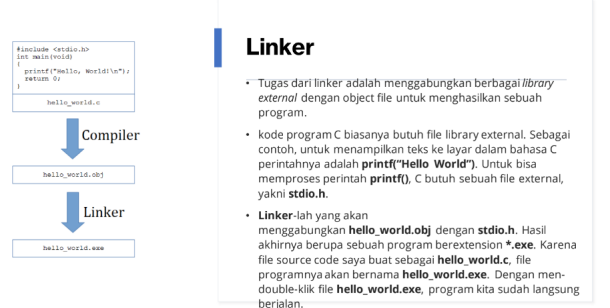 #include <stdio.h>
int main(void)
{
printf("Hello, World!\n");
return 0;
}
hello_world.c
Compiler
hello_world.obj
Linker
hello_world.exe
Linker
• Tugas dari linker adalah menggabungkan berbagai library
external dengan object file untuk menghasilkan sebuah
program.
• kode program C biasanya butuh file library external. Sebagai
contoh, untuk menampilkan teks ke layar dalam bahasa C
perintahnya adalah printf("Hello World"). Untuk bisa
memproses perintah printf(), C butuh sebuah file external,
yakni stdio.h.
• Linker-lah yang akan
menggabungkan hello_world.obj dengan stdio.h. Hasil
akhirnya berupa sebuah program berextension *.exe. Karena
file source code saya buat sebagai hello_world.c, file
programnya akan bernama hello_world.exe. Dengan men-
double-klik file hello_world.exe, program kita sudah langsung
berjalan.